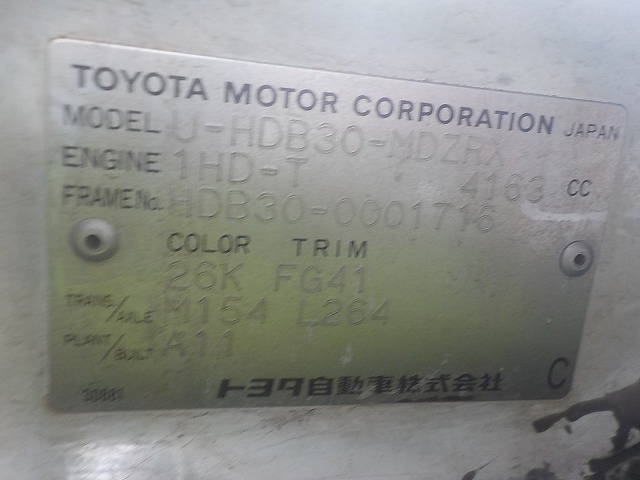 TOYOTA MOTOR CORPORATION JAPAN
MODEL U-HDB30-MDZRX
ENGINE 1HD-T 4163 CC
FRAME No. HDB30-0001716
COLOR TRIM
26K FG41
TRANS/AXLE M154 L264
PLANT/BUILT A11
30881 トヨタ自動車株式会社 C